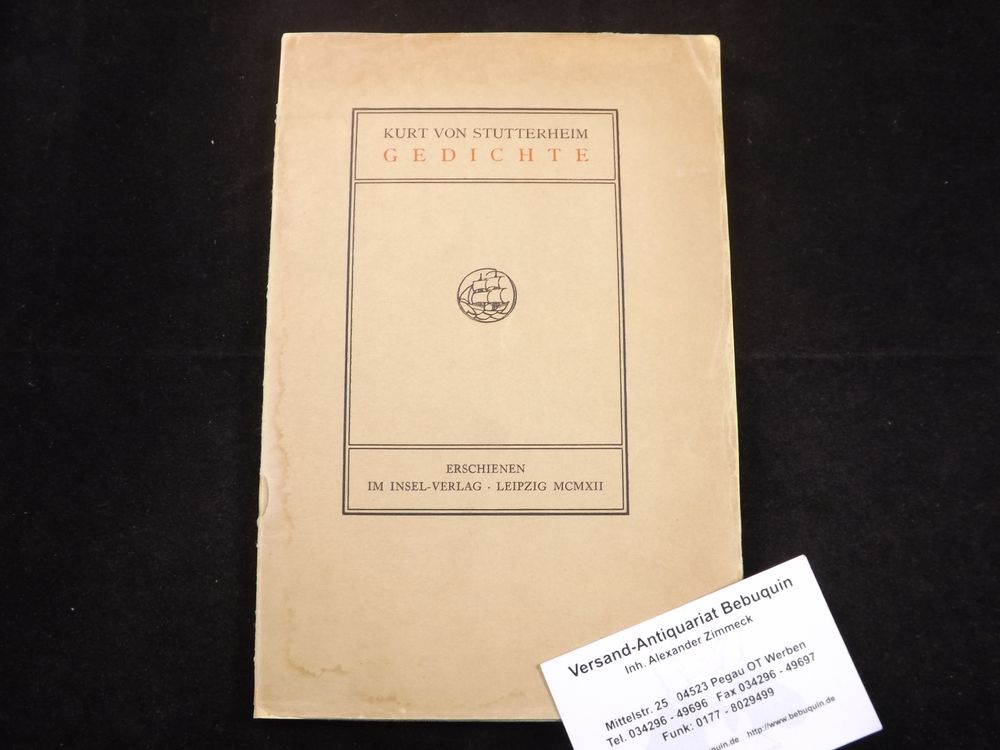 KURT VON STUTTERHEIM
GEDICHTE
ERSCHIENEN
IM INSEL-VERLAG · LEIPZIG MCMXII
Versand-Antiquariat Bebuquin
Inh. Alexander Zimmeck
Mittelstr. 25 04523 Pegau OT Werben
Tel. 034296 - 49696 Fax 034296 - 49697
Funk: 0177 - 8029499
http://www.bebuquin.de